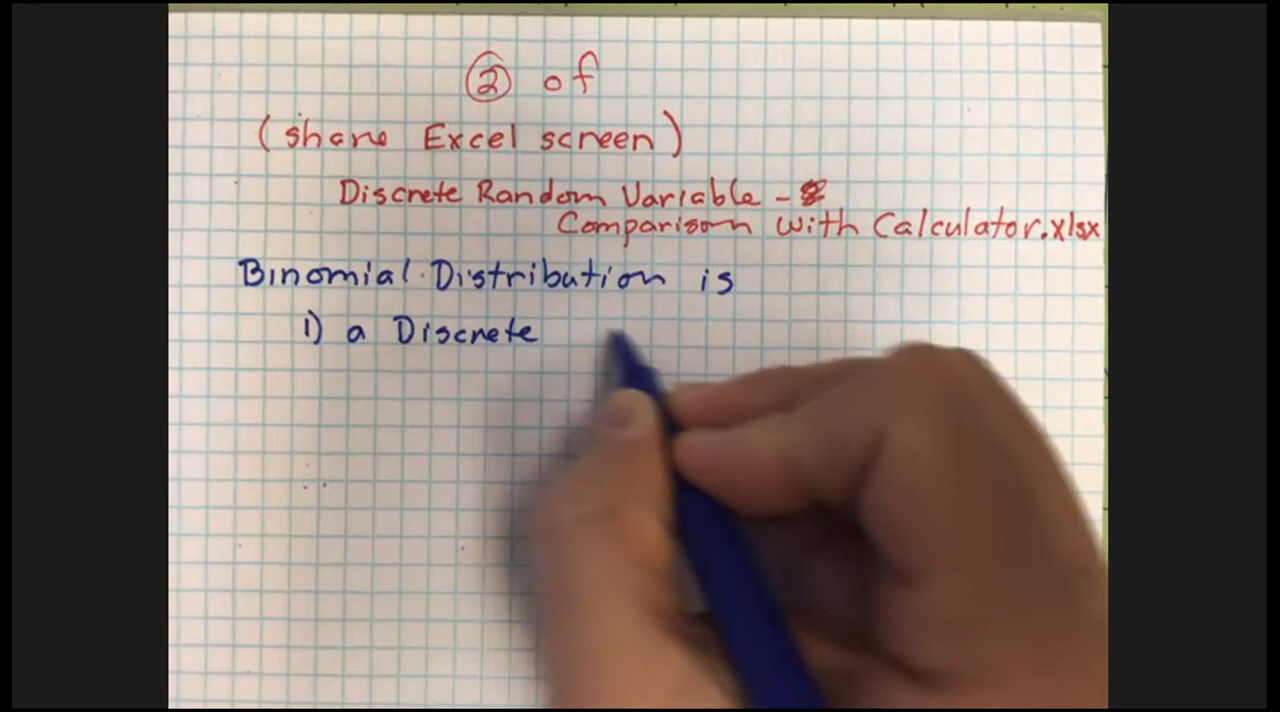 ② of
(share Excel screen)
Discrete Random Variable -
Comparison with Calculator.xlsx
Binomial Distribution is
1) a Discrete